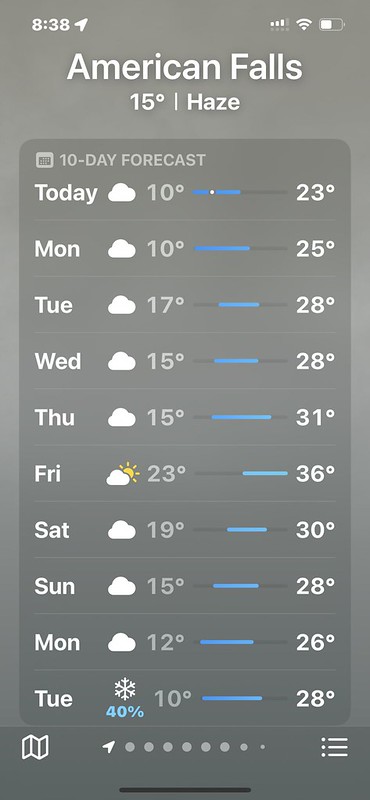 8:38
American Falls
15° | Haze
10-DAY FORECAST
Today 10° 23°
Mon 10° 25°
Tue 17° 28°
Wed 15° 28°
Thu 15° 31°
Fri 23° 36°
Sat 19° 30°
Sun 15° 28°
Mon 12° 26°
Tue 40% 10° 28°